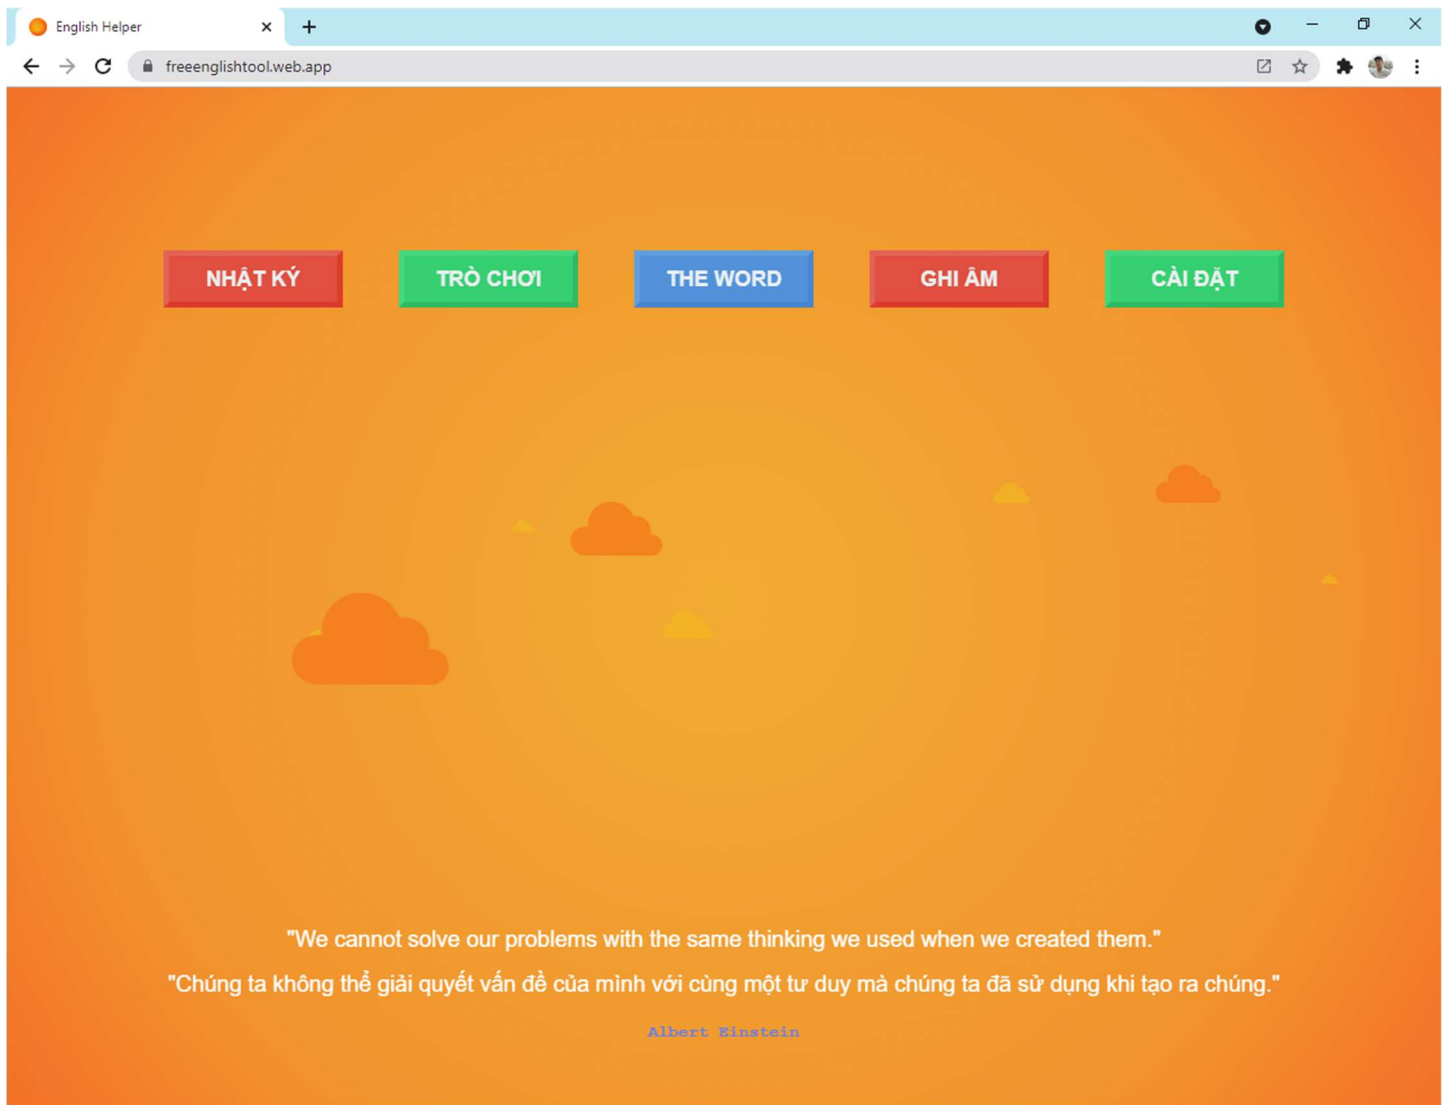 English Helper
freeenglishtool.web.app
NHẬT KÝ
TRÒ CHƠI
THE WORD
GHI ÂM
CÀI ĐẶT
"We cannot solve our problems with the same thinking we used when we created them."
"Chúng ta không thể giải quyết vấn đề của mình với cùng một tư duy mà chúng ta đã sử dụng khi tạo ra chúng."
Albert Einstein